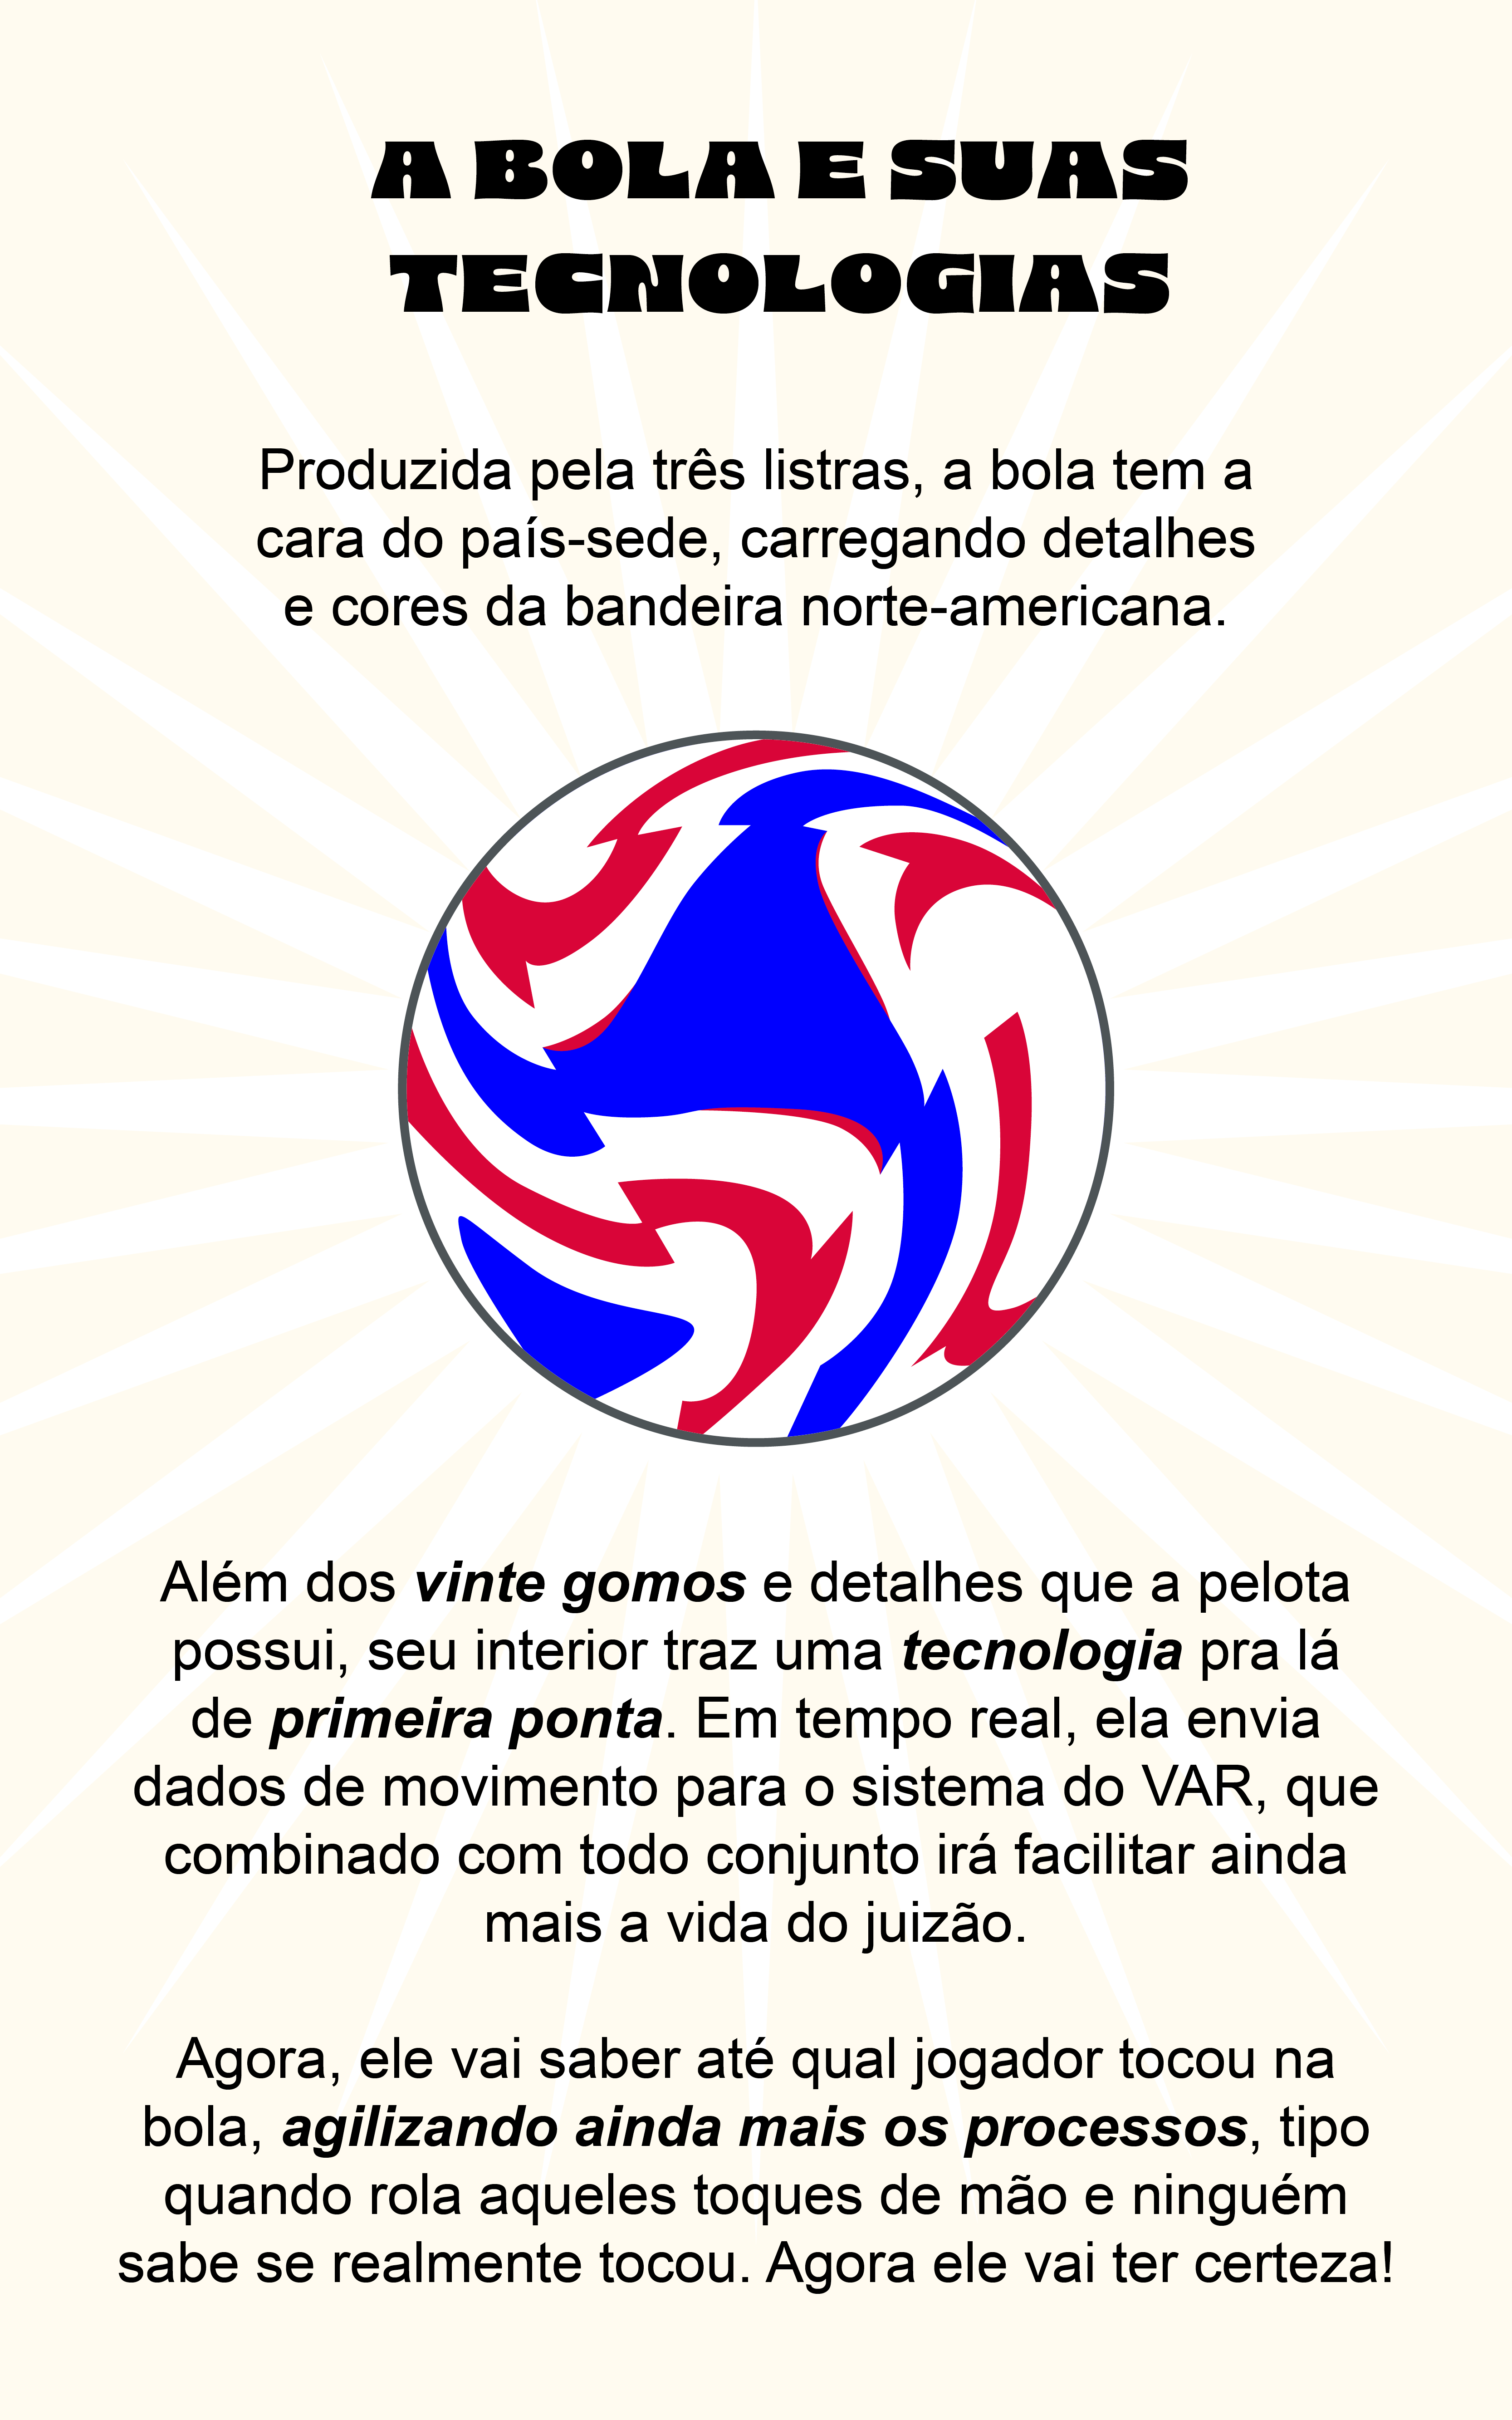 A BOLA E SUAS
TECNOLOGIAS
Produzida pela três listras, a bola tem a
cara do país-sede, carregando detalhes
e cores da bandeira norte-americana.
Além dos vinte gomos e detalhes que a pelota
possui, seu interior traz uma tecnologia pra lá
de primeira ponta. Em tempo real, ela envia
dados de movimento para o sistema do VAR, que
combinado com todo conjunto irá facilitar ainda
mais a vida do juizão.
Agora, ele vai saber até qual jogador tocou na
bola, agilizando ainda mais os processos, tipo
quando rola aqueles toques de mão e ninguém
sabe se realmente tocou. Agora ele vai ter certeza!